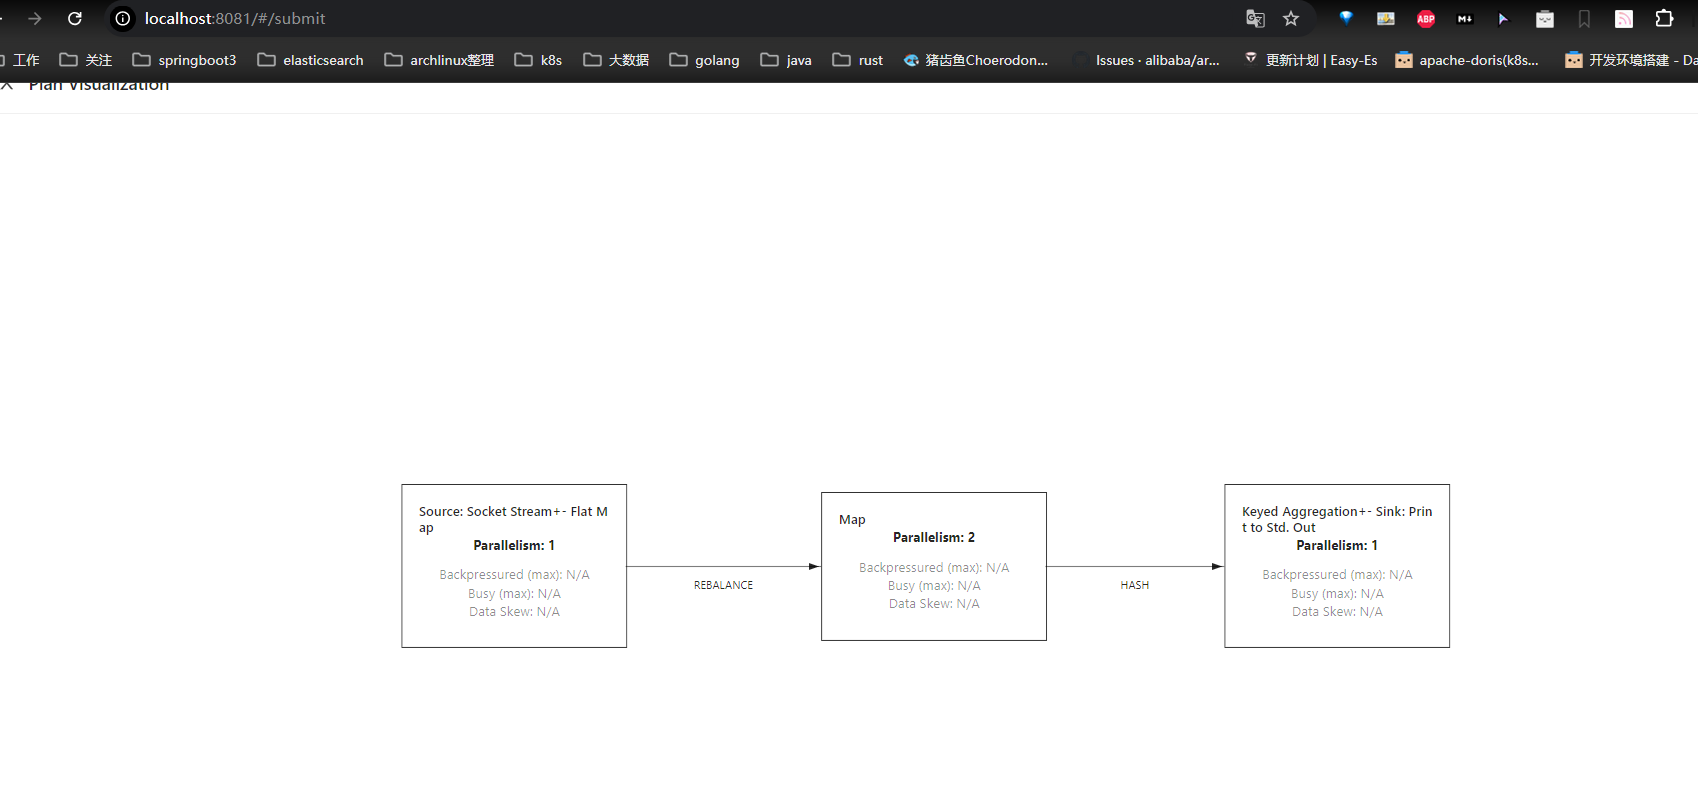 localhost:8081/#/submit
ABP
M↓
工作 关注 springboot3 elasticsearch archlinux整理 k8s 大数据 golang java rust 猪齿鱼Choerodon... Issues · alibaba/ar... 更新计划 | Easy-Es apache-doris(k8s... 开发环境搭建 - Da
Plan Visualization
Source: Socket Stream+- Flat M
ap
Parallelism: 1
Backpressured (max): N/A
Busy (max): N/A
Data Skew: N/A
REBALANCE
Map
Parallelism: 2
Backpressured (max): N/A
Busy (max): N/A
Data Skew: N/A
HASH
Keyed Aggregation+- Sink: Prin
t to Std. Out
Parallelism: 1
Backpressured (max): N/A
Busy (max): N/A
Data Skew: N/A